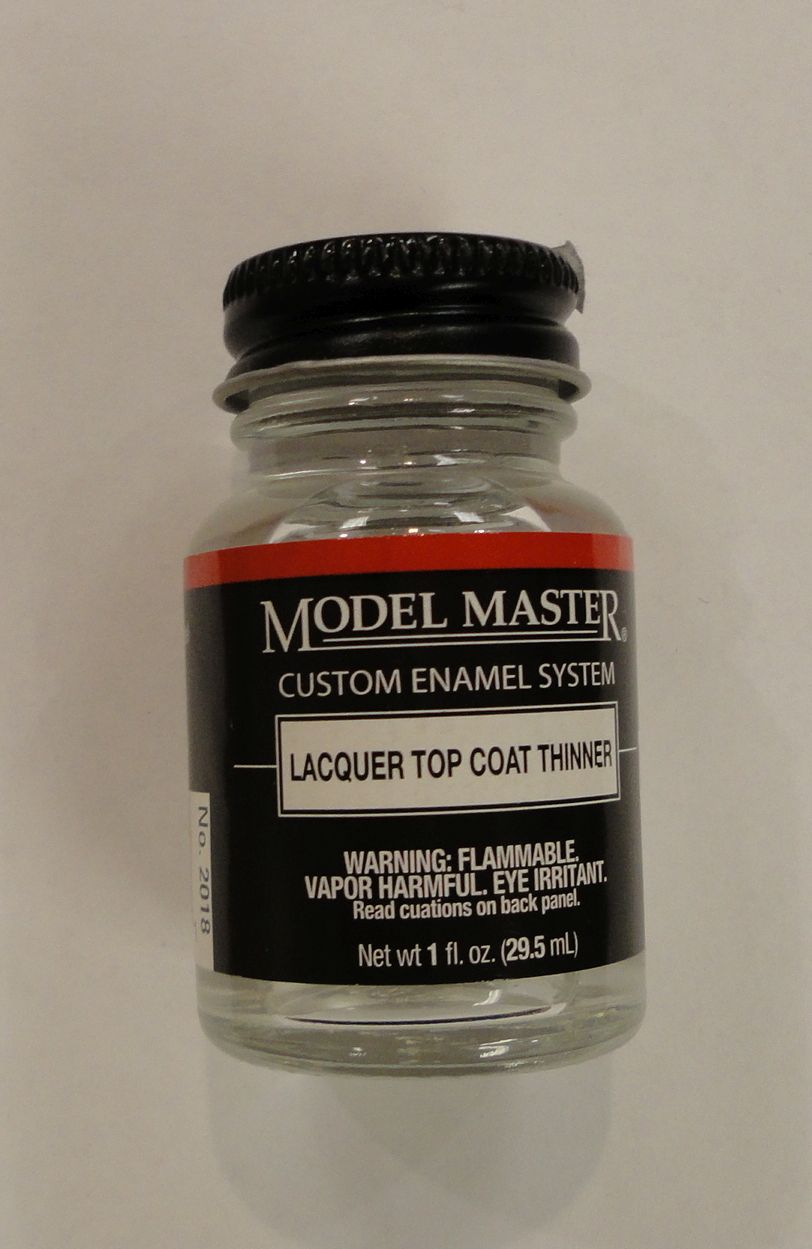 MODEL MASTER®
CUSTOM ENAMEL SYSTEM
LACQUER TOP COAT THINNER
WARNING: FLAMMABLE.
VAPOR HARMFUL. EYE IRRITANT.
Read cuations on back panel.
Net wt 1 fl. oz. (29.5 mL)
No. 2018